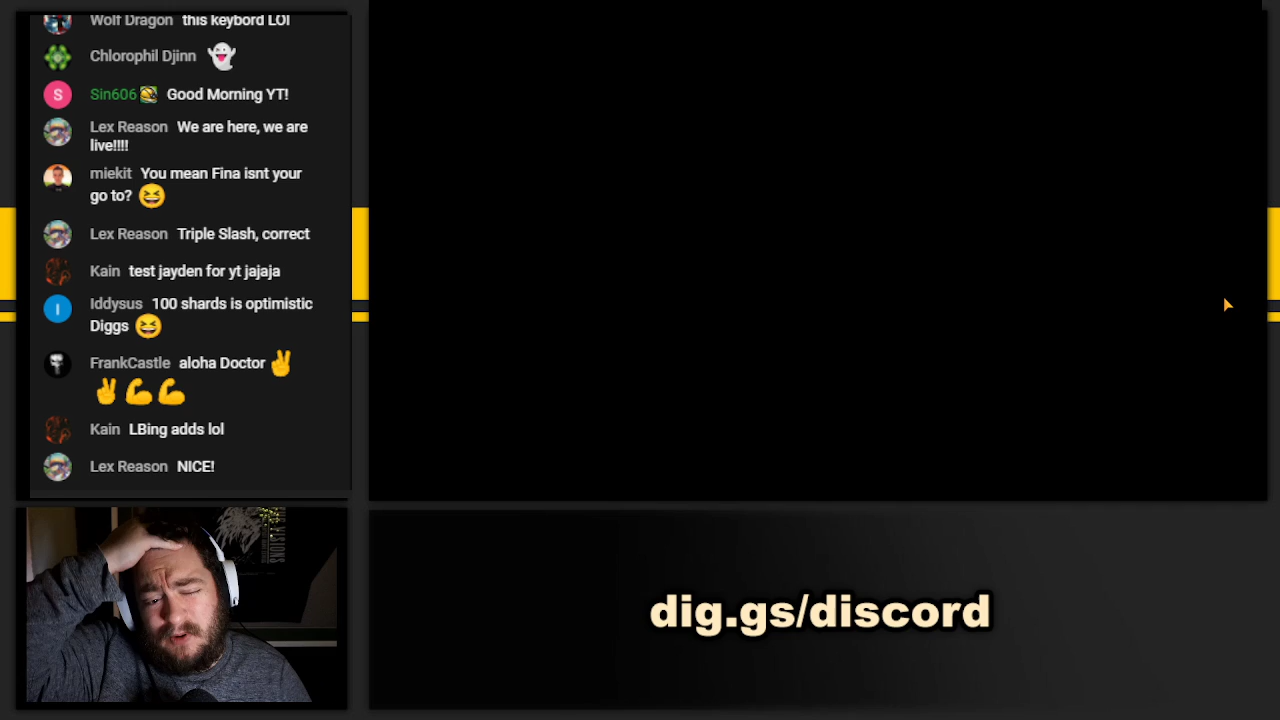 Wolf Dragon this keybord LOl
Chlorophil Djinn
Sin606 Good Morning YT!
Lex Reason We are here, we are
live!!!!
miekit You mean Fina isnt your
go to?
Lex Reason Triple Slash, correct
Kain test jayden for yt jajaja
Iddysus 100 shards is optimistic
Diggs
FrankCastle aloha Doctor
Kain LBing adds lol
Lex Reason NICE!
S
I
dig.gs/discord